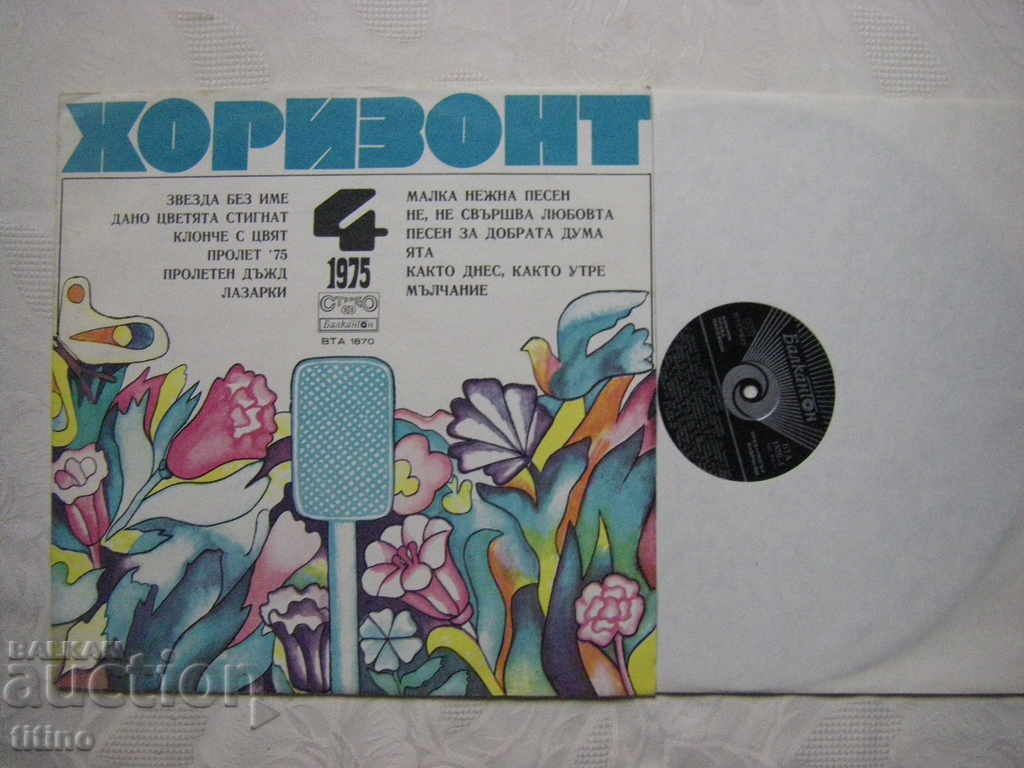 ХОРИЗОНТ
ЗВЕЗДА БЕЗ ИМЕ
ДАНО ЦВЕТЯТА СТИГНАТ
КЛОНЧЕ С ЦВЯТ
ПРОЛЕТ '75
ПРОЛЕТЕН ДЪЖД
ЛАЗАРКИ
4
1975
СТЕРЕО
Балкантон
ВТА 1870
МАЛКА НЕЖНА ПЕСЕН
НЕ, НЕ СВЪРШВА ЛЮБОВТА
ПЕСЕН ЗА ДОБРАТА ДУМА
ЯТА
КАКТО ДНЕС, КАКТО УТРЕ
МЪЛЧАНИЕ
Балкантон
BALKAN
auction
titino